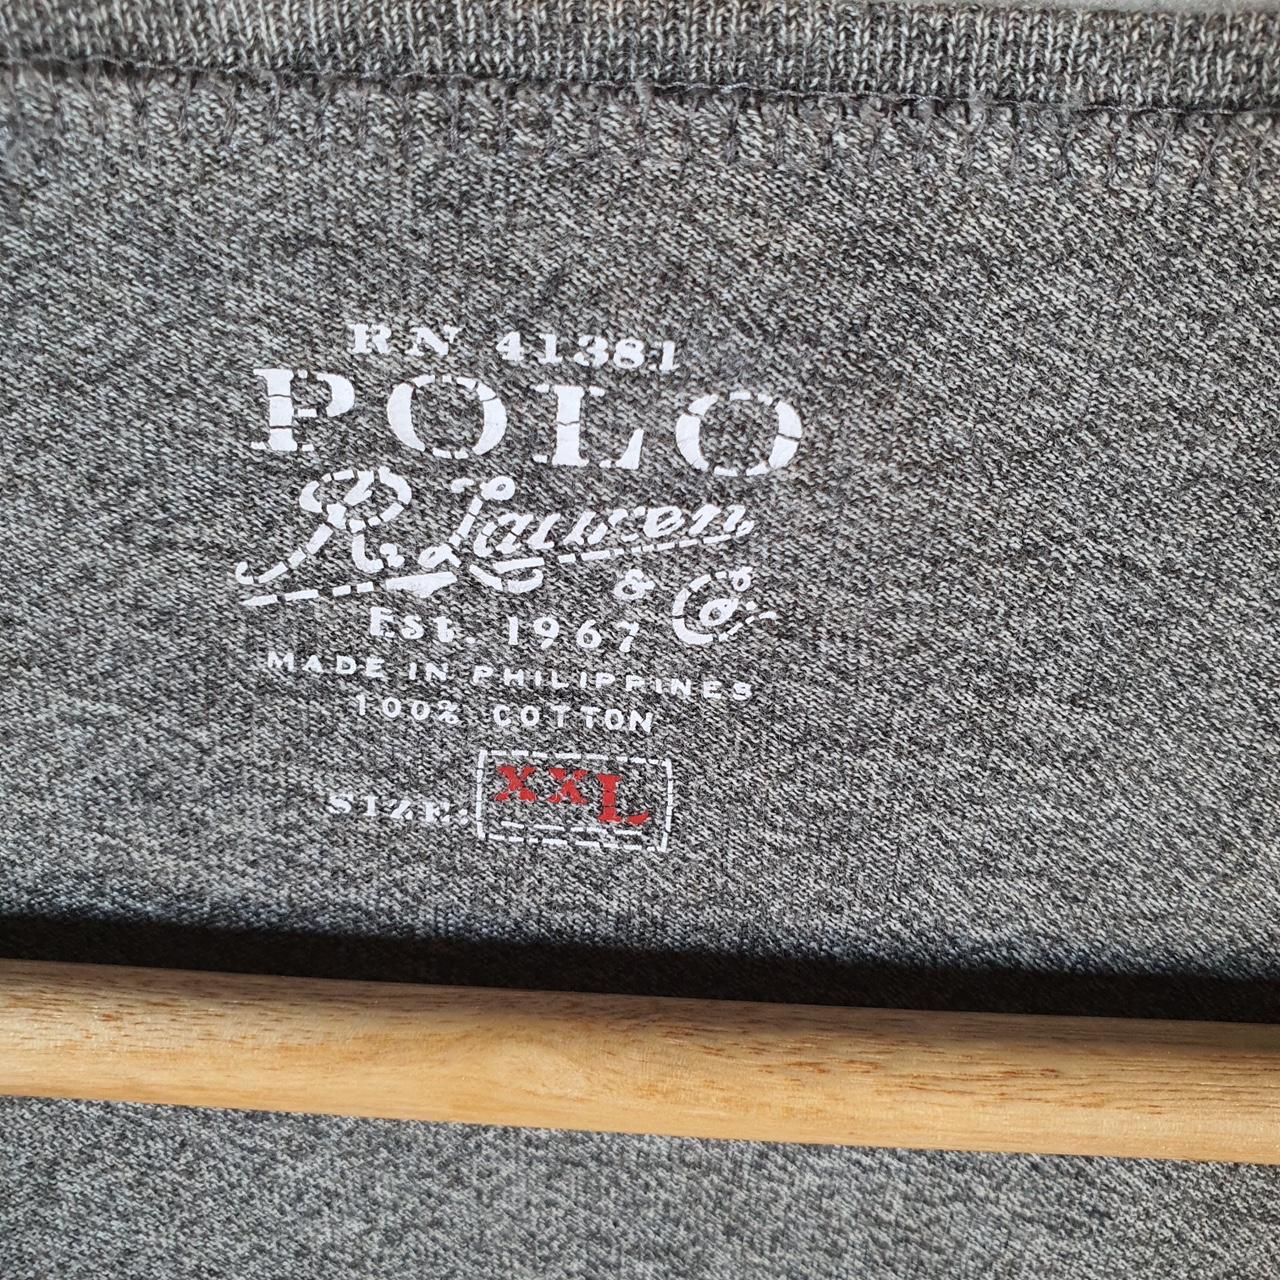 RN 41381
POLO
R. Lauren
& Co.
Est. 1967
MADE IN PHILIPPINES
100% COTTON
SIZE: XXL